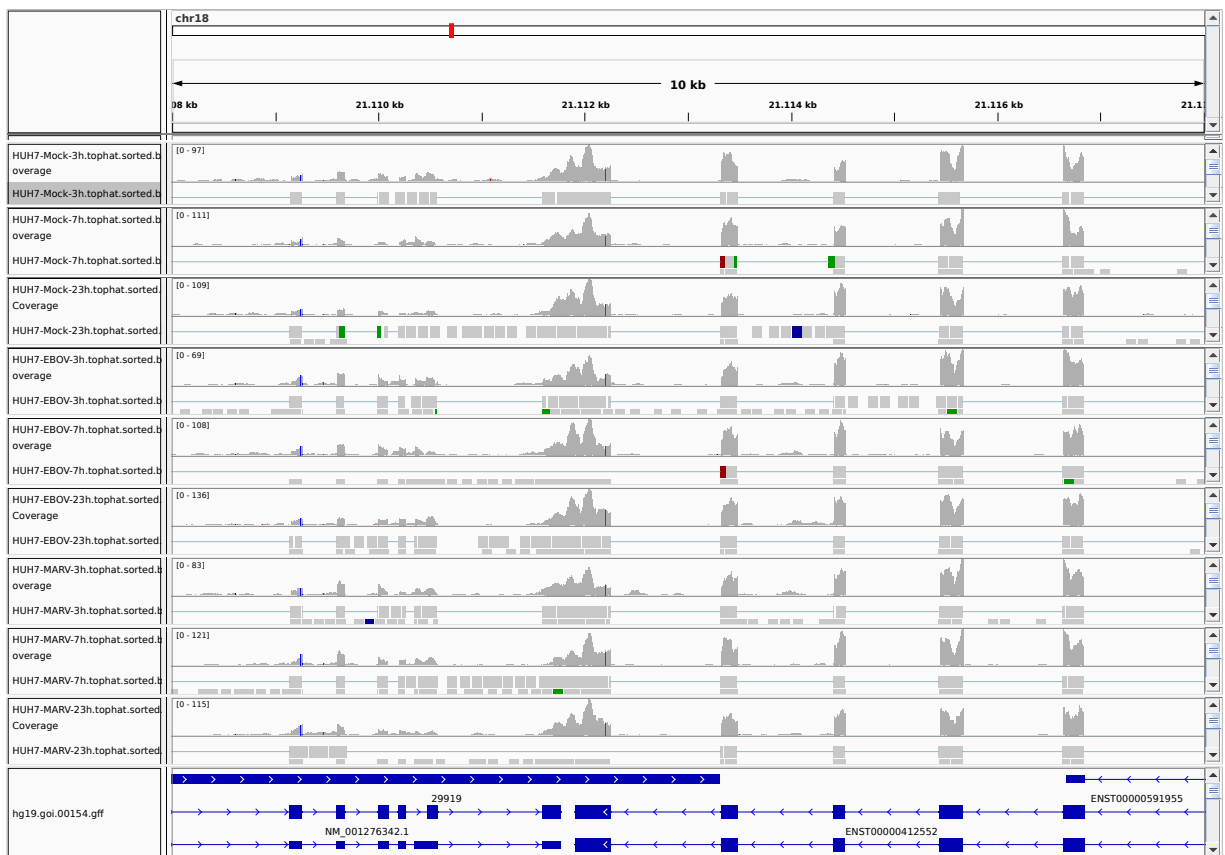 chr18
10 kb
08 kb 21.110 kb 21.112 kb 21.114 kb 21.116 kb 21.11
HUH7-Mock-3h.tophat.sorted.b
overage
[0 - 97]
HUH7-Mock-3h.tophat.sorted.b
HUH7-Mock-7h.tophat.sorted.b
overage
[0 - 111]
HUH7-Mock-7h.tophat.sorted.b
HUH7-Mock-23h.tophat.sorted.
Coverage
[0 - 109]
HUH7-Mock-23h.tophat.sorted.
HUH7-EBOV-3h.tophat.sorted.b
overage
[0 - 69]
HUH7-EBOV-3h.tophat.sorted.b
HUH7-EBOV-7h.tophat.sorted.b
overage
[0 - 108]
HUH7-EBOV-7h.tophat.sorted.b
HUH7-EBOV-23h.tophat.sorted.
Coverage
[0 - 136]
HUH7-EBOV-23h.tophat.sorted.
HUH7-MARV-3h.tophat.sorted.b
overage
[0 - 83]
HUH7-MARV-3h.tophat.sorted.b
HUH7-MARV-7h.tophat.sorted.b
overage
[0 - 121]
HUH7-MARV-7h.tophat.sorted.b
HUH7-MARV-23h.tophat.sorted.
Coverage
[0 - 115]
HUH7-MARV-23h.tophat.sorted.
hg19.goi.00154.gff
29919 ENST00000591955
NM_001276342.1 ENST00000412552